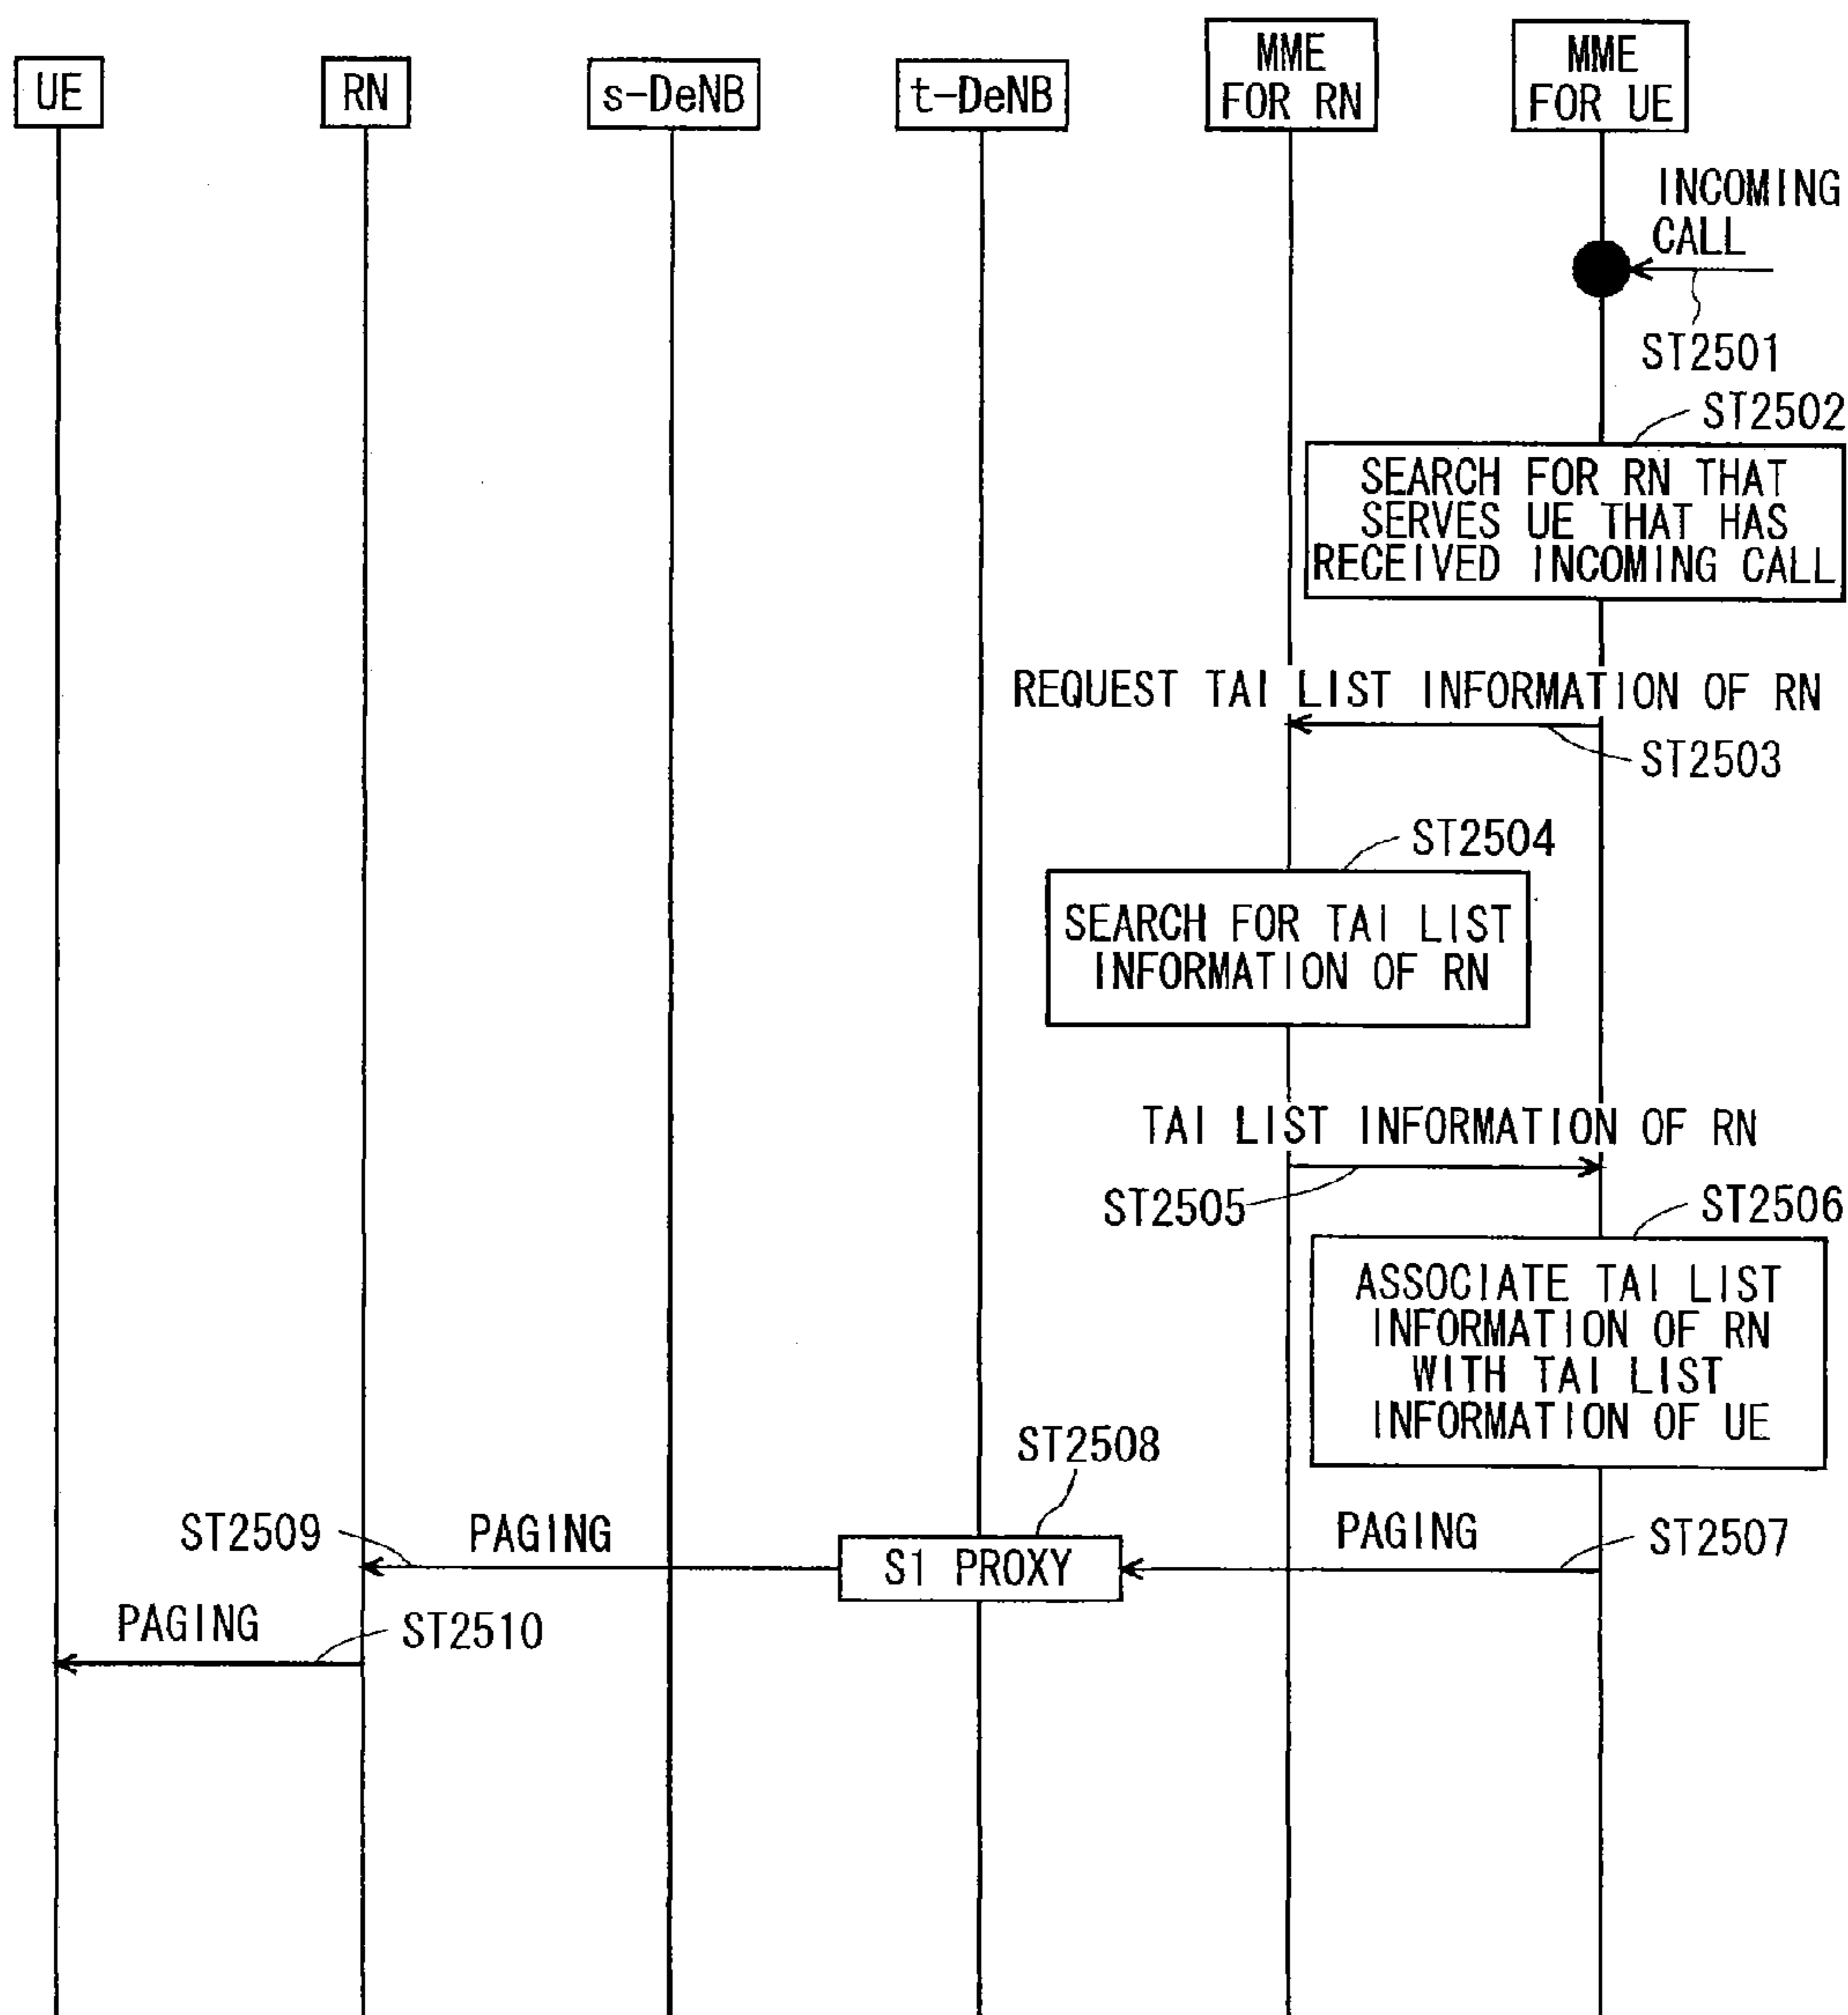 UE
RN
s-DeNB
t-DeNB
MME
FOR RN
MME
FOR UE
INCOMING
CALL
ST2501
ST2502
SEARCH FOR RN THAT
SERVES UE THAT HAS
RECEIVED INCOMING CALL
REQUEST TAI LIST INFORMATION OF RN
ST2503
ST2504
SEARCH FOR TAI LIST
INFORMATION OF RN
TAI LIST INFORMATION OF RN
ST2505
ST2506
ASSOCIATE TAI LIST
INFORMATION OF RN
WITH TAI LIST
INFORMATION OF UE
ST2508
ST2509
PAGING
S1 PROXY
PAGING
ST2507
PAGING
ST2510